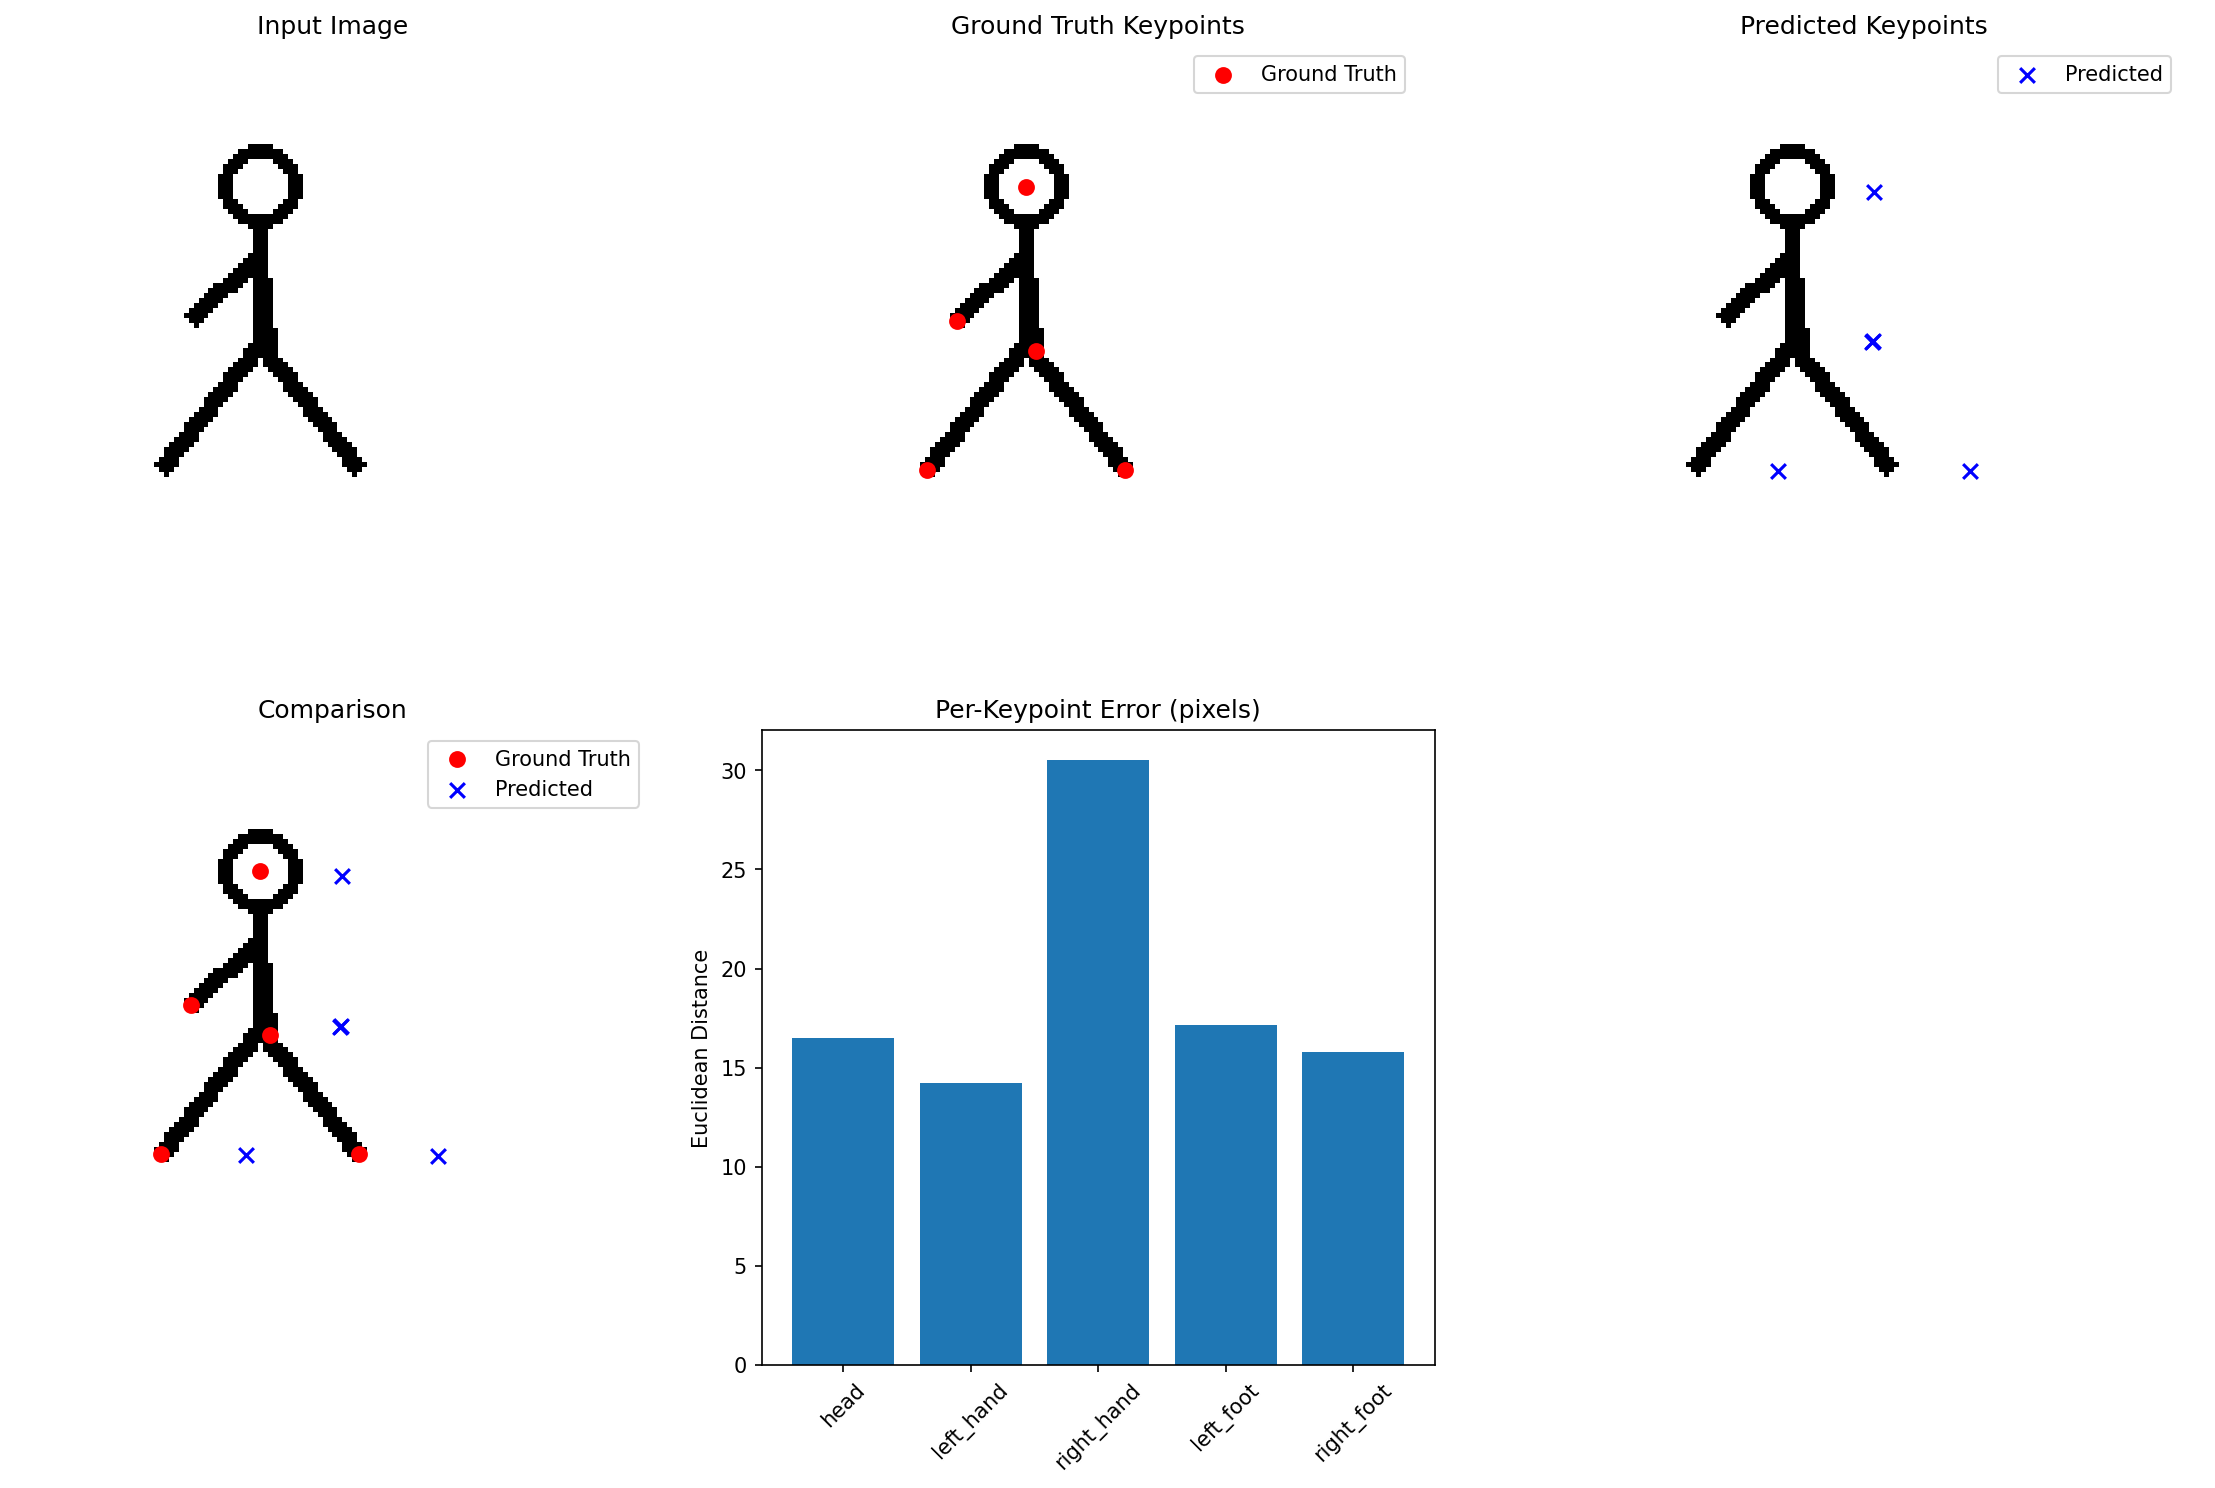 Input Image
Ground Truth Keypoints
Ground Truth
Predicted Keypoints
Predicted
Comparison
Ground Truth
Predicted
Per-Keypoint Error (pixels)
Euclidean Distance
30
25
20
15
10
5
0
head
left_hand
right_hand
left_foot
right_foot